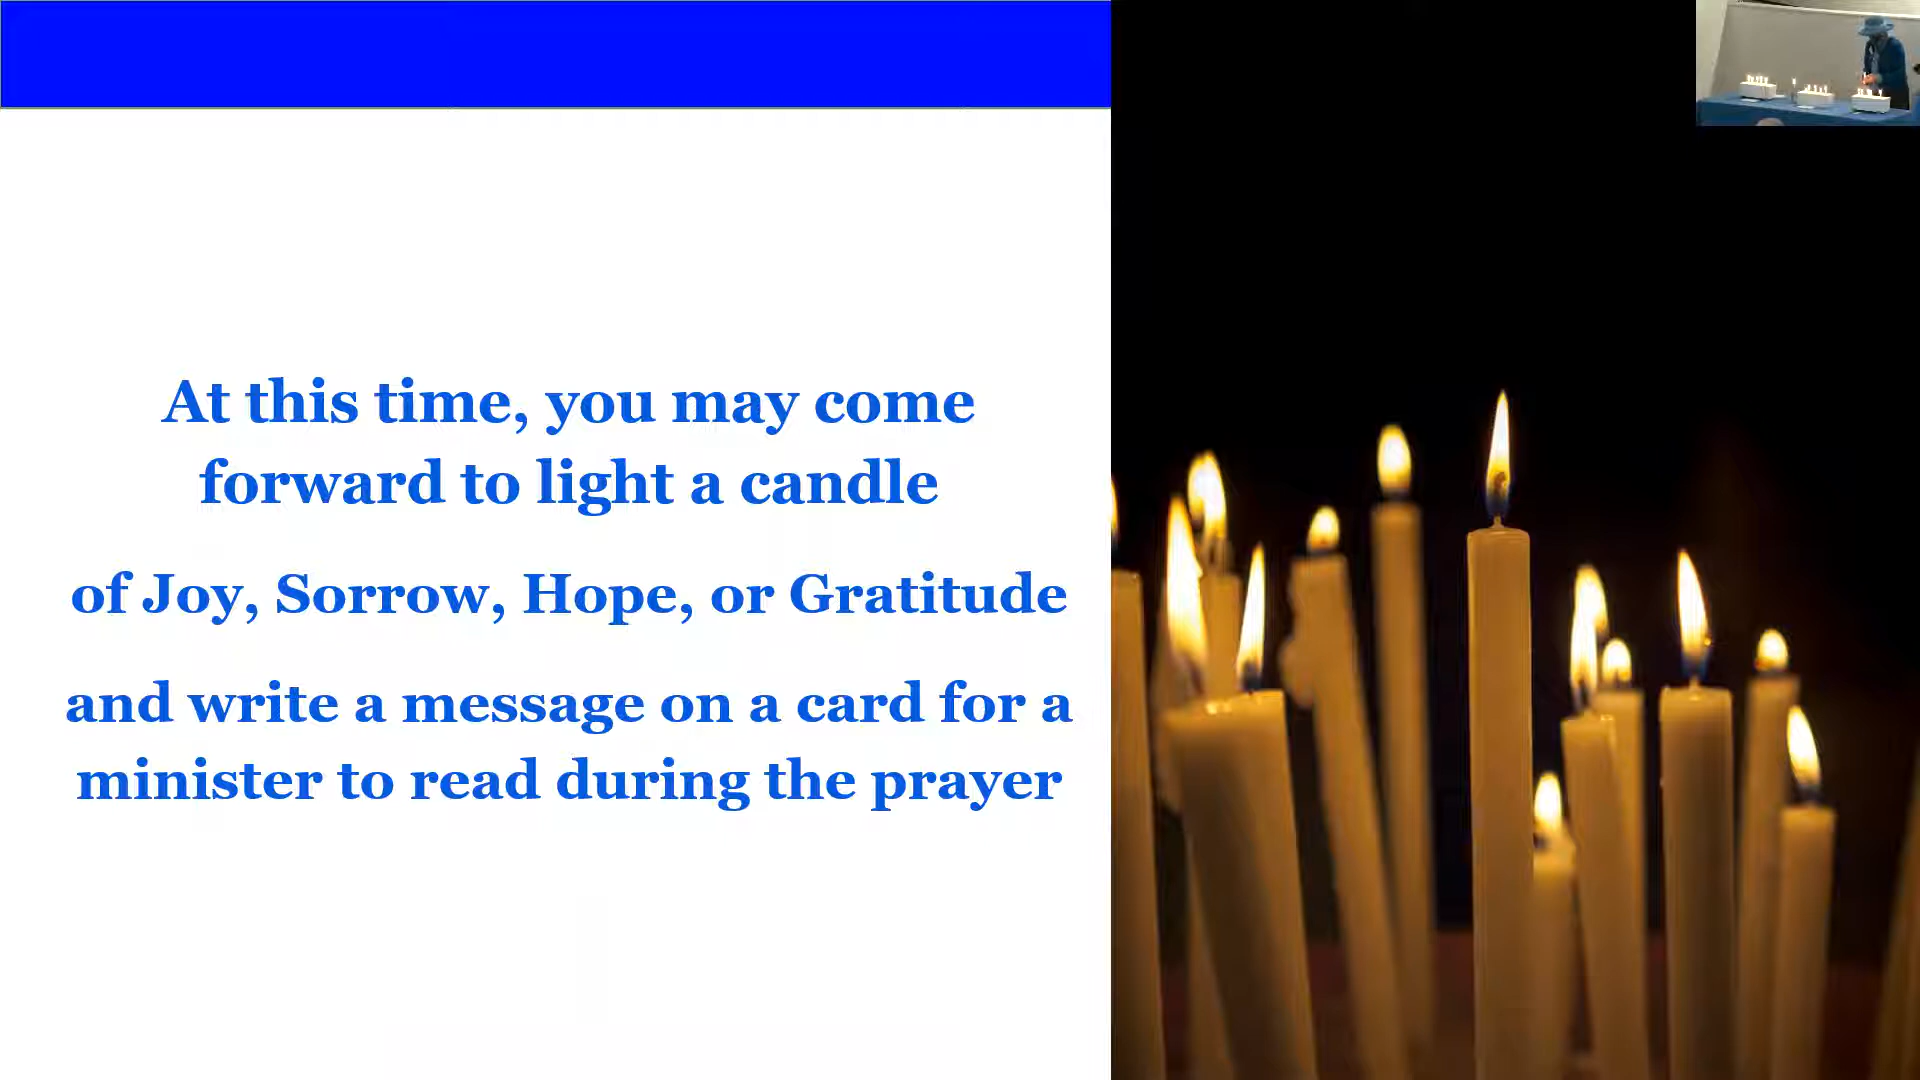 At this time, you may come
forward to light a candle
of Joy, Sorrow, Hope, or Gratitude
and write a message on a card for a
minister to read during the prayer